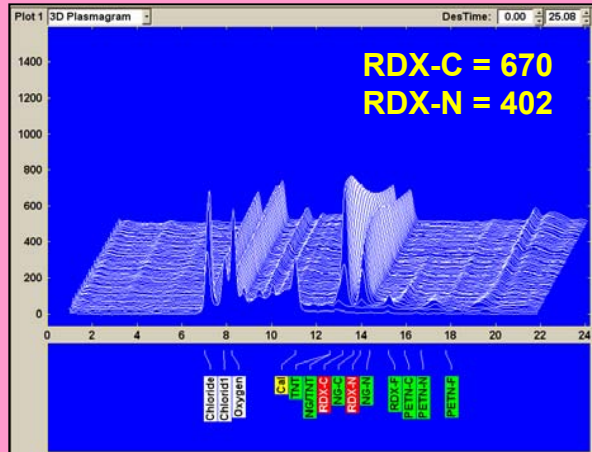 Plot 1 3D Plasmagram DesTime: 0.00 25.08
RDX-C = 670
RDX-N = 402
1400
1200
1000
800
600
400
200
0
0 2 4 6 8 10 12 14 16 18 20 22 24
Chloride
Chlorid1
Oxygen
Cal
TNT
NG/TNT
RDX-C
NG-C
RDX-N
NG-N
RDX-F
PETN-C
PETN-N
PETN-F